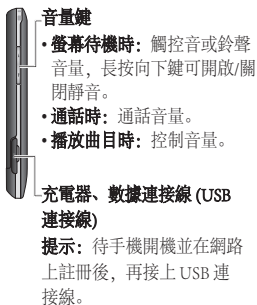 音量鍵
• 螢幕待機時：觸控音或鈴聲
音量，長按向下鍵可開啟/關
閉靜音。
• 通話時：通話音量。
• 播放曲目時：控制音量。
充電器、數據連接線 (USB
連接線)
提示：待手機開機並在網路
上註冊後，再接上 USB 連
接線。